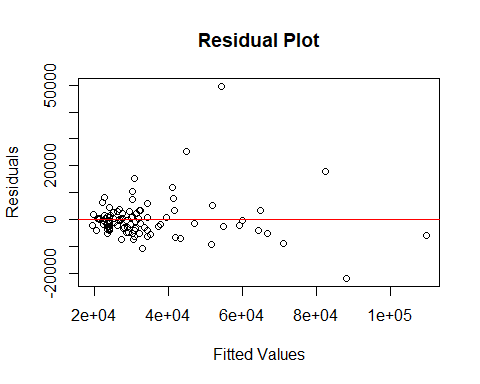 Residual Plot
50000
20000
0
-20000
Residuals
2e+04
4e+04
6e+04
8e+04
1e+05
Fitted Values